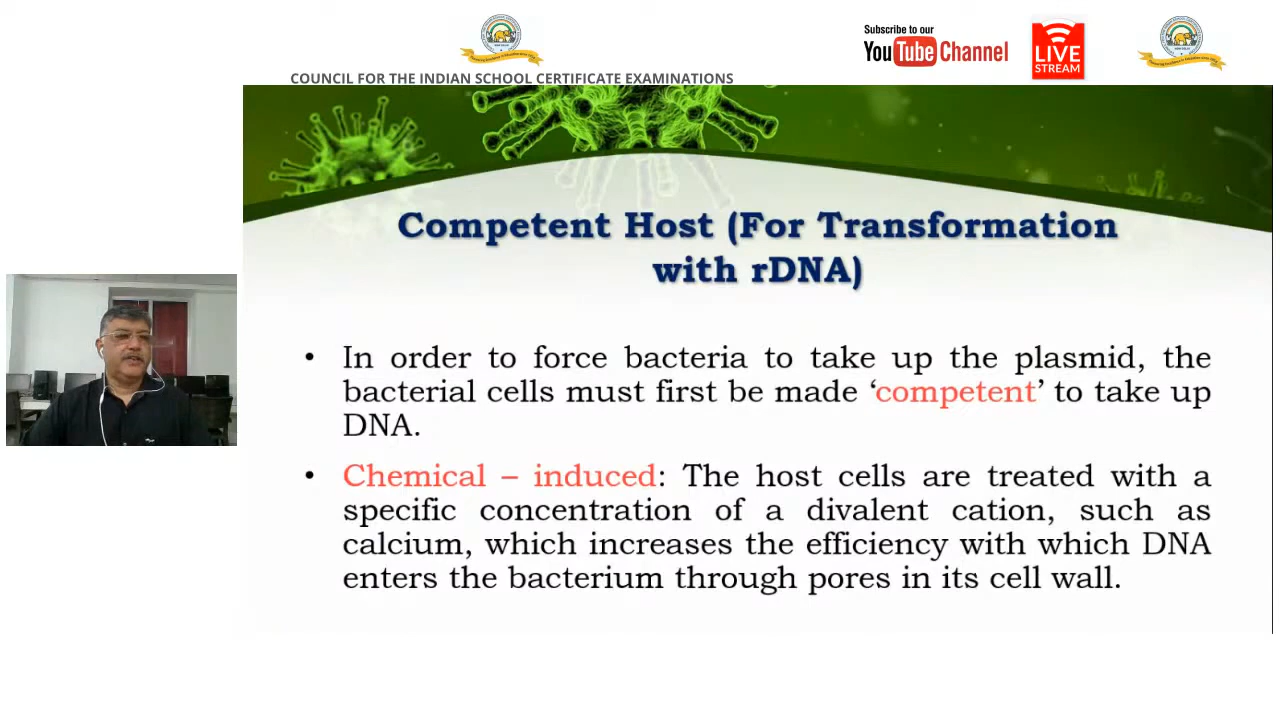 Subscribe to our
YouTube Channel
LIVE
STREAM
COUNCIL FOR THE INDIAN SCHOOL CERTIFICATE EXAMINATIONS
Competent Host (For Transformation
with rDNA)
• In order to force bacteria to take up the plasmid, the
bacterial cells must first be made ‘competent’ to take up
DNA.
• Chemical – induced: The host cells are treated with a
specific concentration of a divalent cation, such as
calcium, which increases the efficiency with which DNA
enters the bacterium through pores in its cell wall.